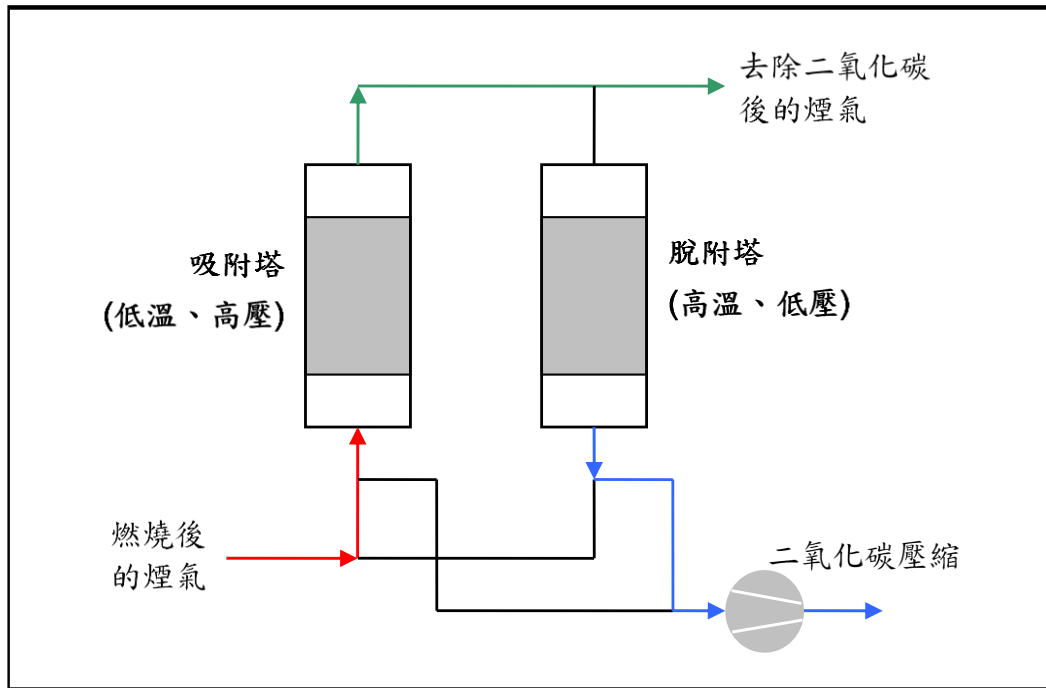 去除二氧化碳
後的煙氣
吸附塔
(低溫、高壓)
脫附塔
(高溫、低壓)
燃燒後
的煙氣
二氧化碳壓縮